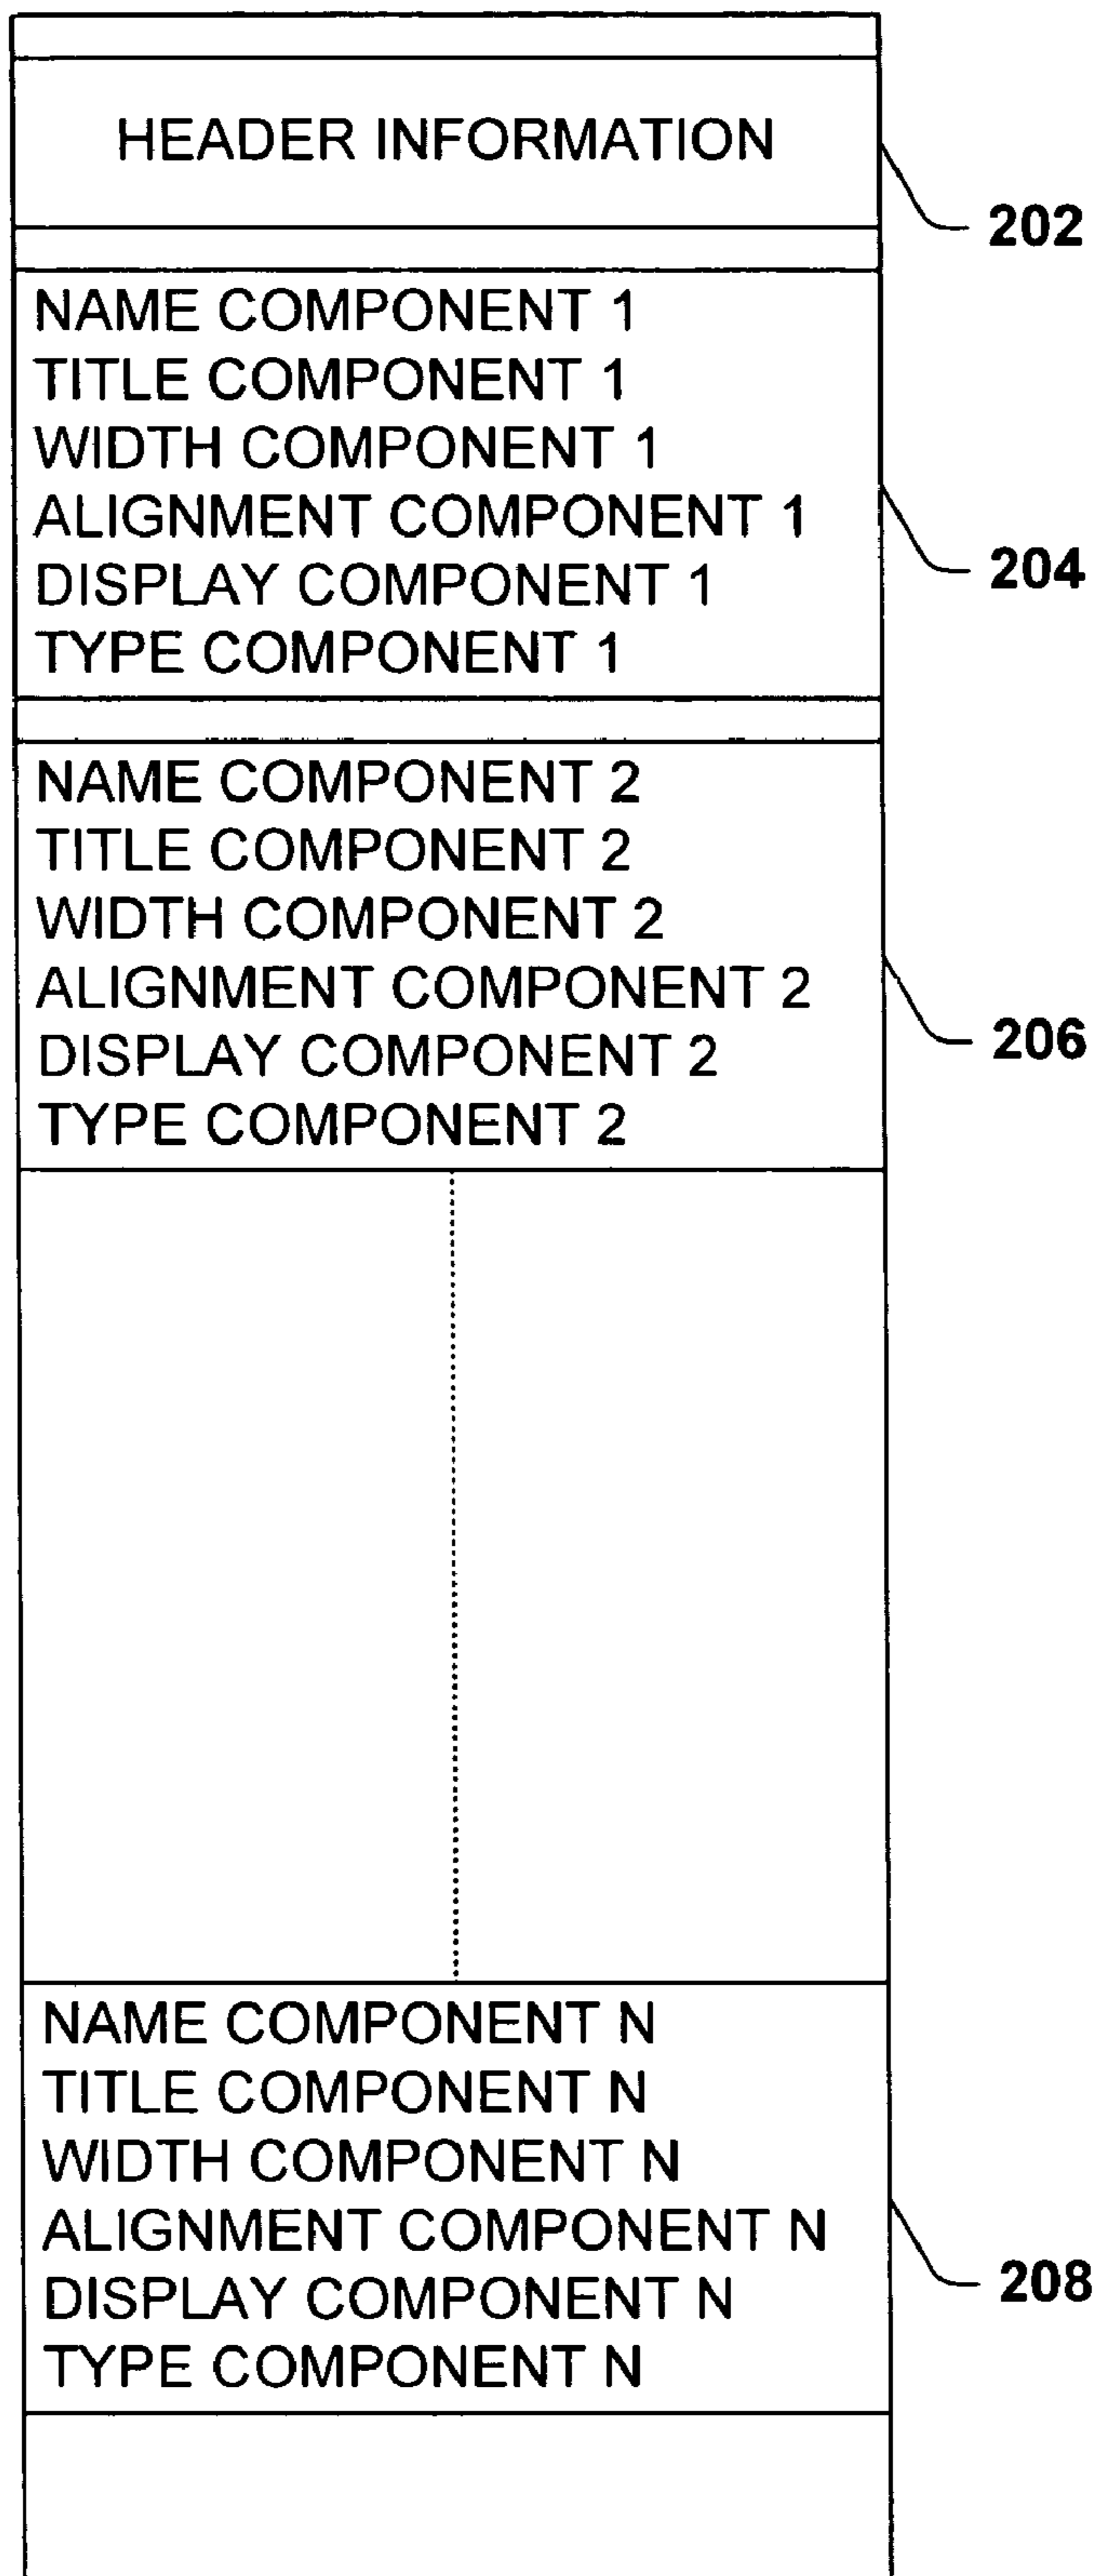 HEADER INFORMATION
202
NAME COMPONENT 1
TITLE COMPONENT 1
WIDTH COMPONENT 1
ALIGNMENT COMPONENT 1
DISPLAY COMPONENT 1
TYPE COMPONENT 1
204
NAME COMPONENT 2
TITLE COMPONENT 2
WIDTH COMPONENT 2
ALIGNMENT COMPONENT 2
DISPLAY COMPONENT 2
TYPE COMPONENT 2
206
NAME COMPONENT N
TITLE COMPONENT N
WIDTH COMPONENT N
ALIGNMENT COMPONENT N
DISPLAY COMPONENT N
TYPE COMPONENT N
208